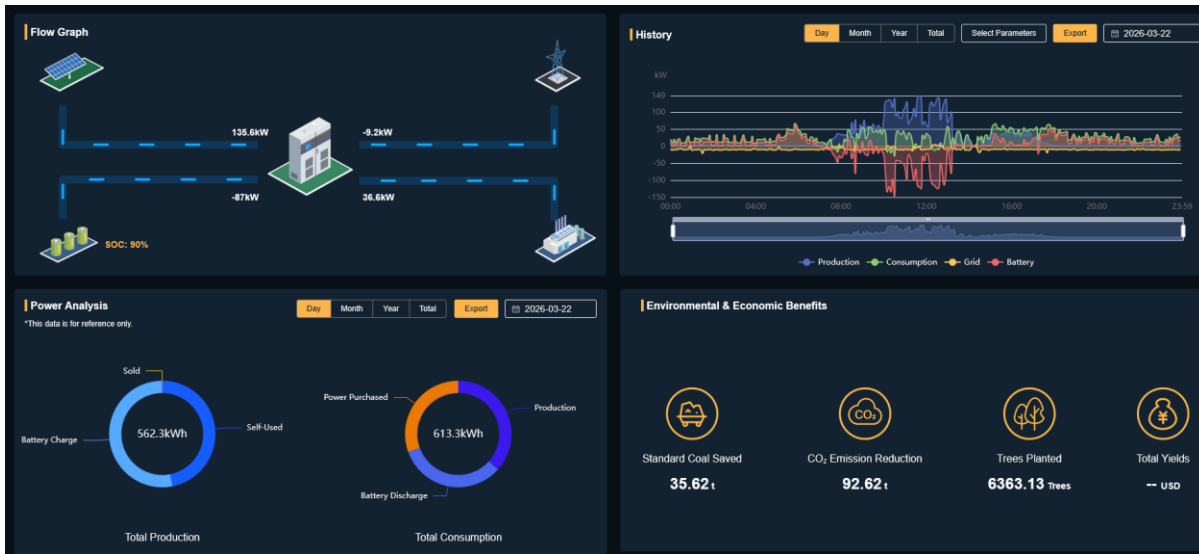 Flow Graph
135.6kW
-9.2kW
-87kW
36.6kW
SOC: 90%
History
Day Month Year Total Select Parameters Export 2026-03-22
kW
149
100
50
0
-50
-100
-150
00:00 04:00 08:00 12:00 16:00 20:00 23:59
Production Consumption Grid Battery
Power Analysis
Day Month Year Total Export 2026-03-22
*This data is for reference only.
Sold
Battery Charge
562.3kWh
Self-Used
Total Production
Power Purchased
Production
613.3kWh
Battery Discharge
Total Consumption
Environmental & Economic Benefits
CO₂
¥
Standard Coal Saved CO₂ Emission Reduction Trees Planted Total Yields
35.62 t 92.62 t 6363.13 Trees -- USD